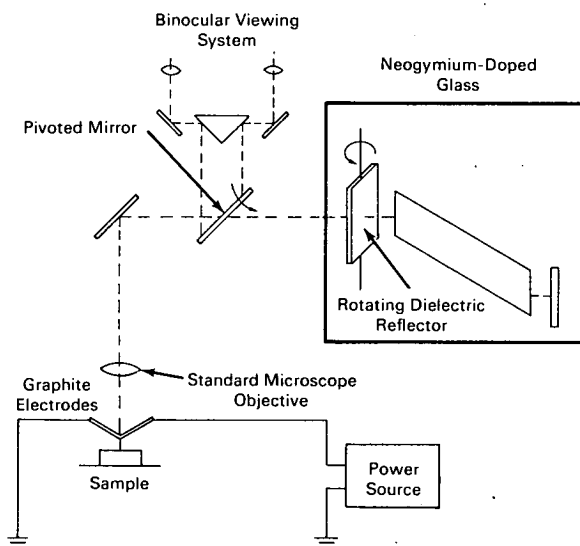 Binocular Viewing
System
Neogymium-Doped
Glass
Pivoted Mirror
Rotating Dielectric
Reflector
Standard Microscope
Objective
Graphite
Electrodes
Sample
Power
Source